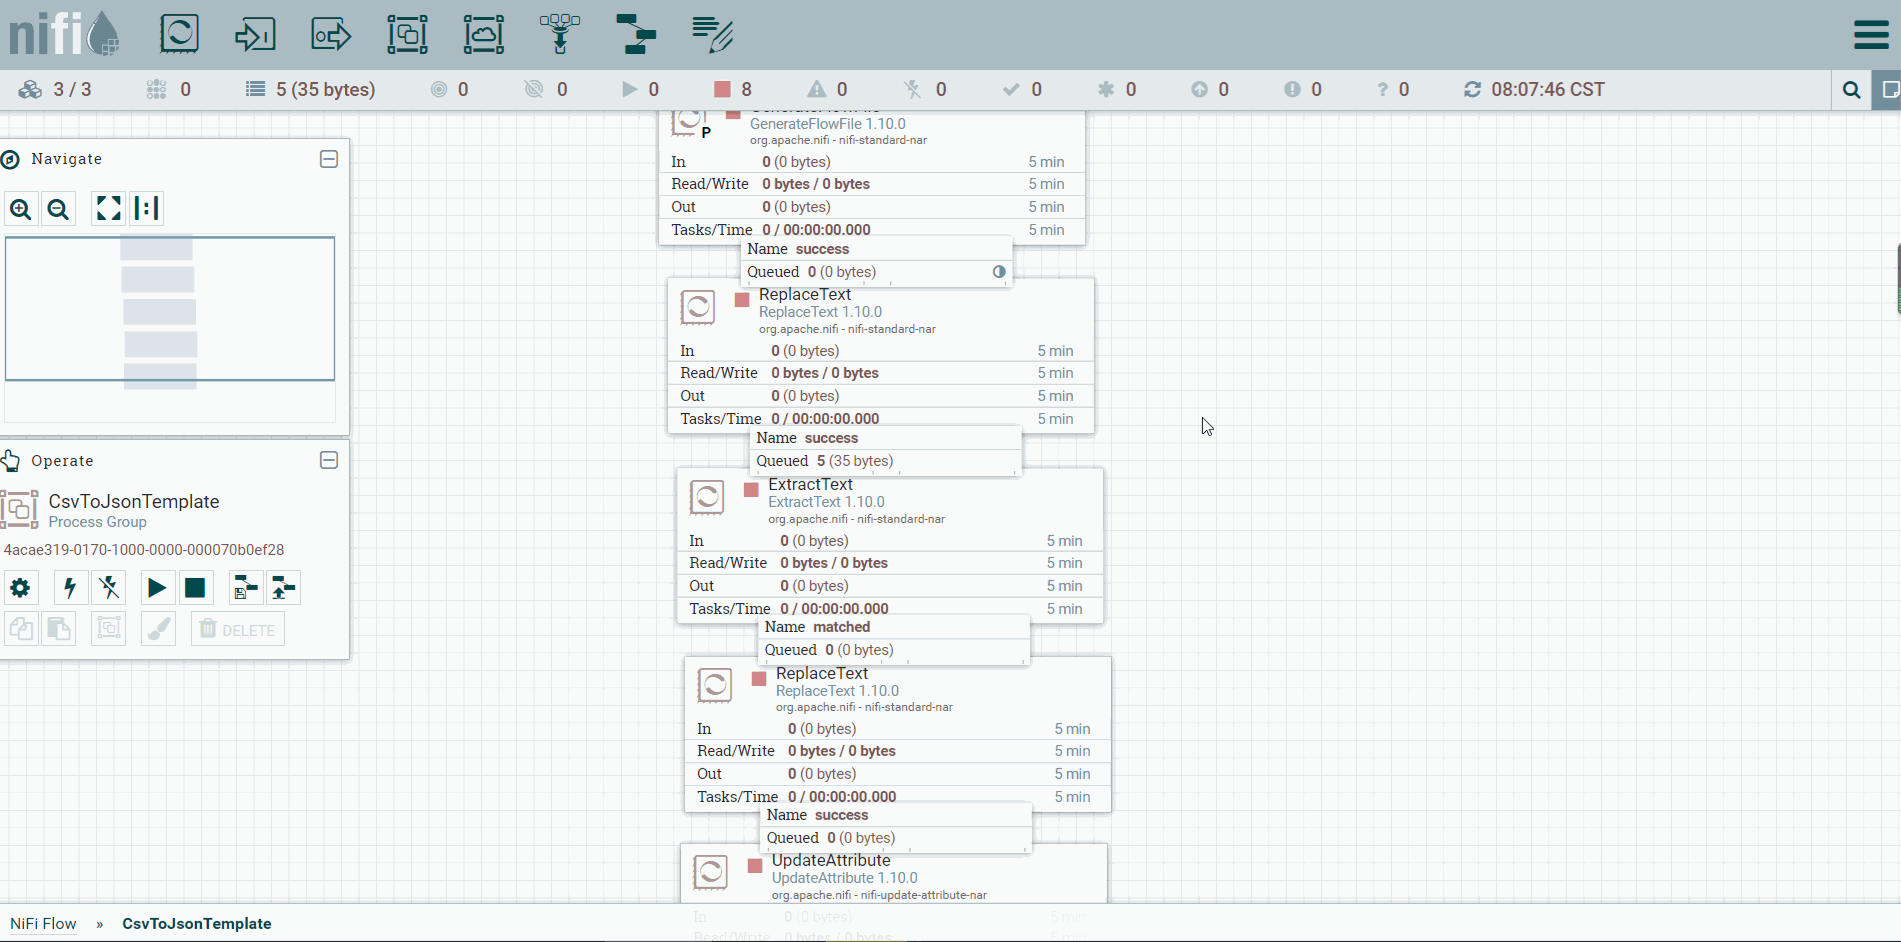 nifi
3 / 3 0 5 (35 bytes) 0 0 0 8 0 0 0 0 0 0 ? 0 08:07:46 CST
Navigate
Operate
CsvToJsonTemplate
Process Group
4acae319-0170-1000-0000-000070b0ef28
DELETE
GenerateFlowFile
P
GenerateFlowFile 1.10.0
org.apache.nifi - nifi-standard-nar
In 0 (0 bytes) 5 min
Read/Write 0 bytes / 0 bytes 5 min
Out 0 (0 bytes) 5 min
Tasks/Time 0 / 00:00:00.000 5 min
Name success
Queued 0 (0 bytes)
ReplaceText
ReplaceText 1.10.0
org.apache.nifi - nifi-standard-nar
In 0 (0 bytes) 5 min
Read/Write 0 bytes / 0 bytes 5 min
Out 0 (0 bytes) 5 min
Tasks/Time 0 / 00:00:00.000 5 min
Name success
Queued 5 (35 bytes)
ExtractText
ExtractText 1.10.0
org.apache.nifi - nifi-standard-nar
In 0 (0 bytes) 5 min
Read/Write 0 bytes / 0 bytes 5 min
Out 0 (0 bytes) 5 min
Tasks/Time 0 / 00:00:00.000 5 min
Name matched
Queued 0 (0 bytes)
ReplaceText
ReplaceText 1.10.0
org.apache.nifi - nifi-standard-nar
In 0 (0 bytes) 5 min
Read/Write 0 bytes / 0 bytes 5 min
Out 0 (0 bytes) 5 min
Tasks/Time 0 / 00:00:00.000 5 min
Name success
Queued 0 (0 bytes)
UpdateAttribute
UpdateAttribute 1.10.0
org.apache.nifi - nifi-update-attribute-nar
In 0 (0 bytes) 5 min
Read/Write 0 bytes / 0 bytes 5 min
NiFi Flow » CsvToJsonTemplate